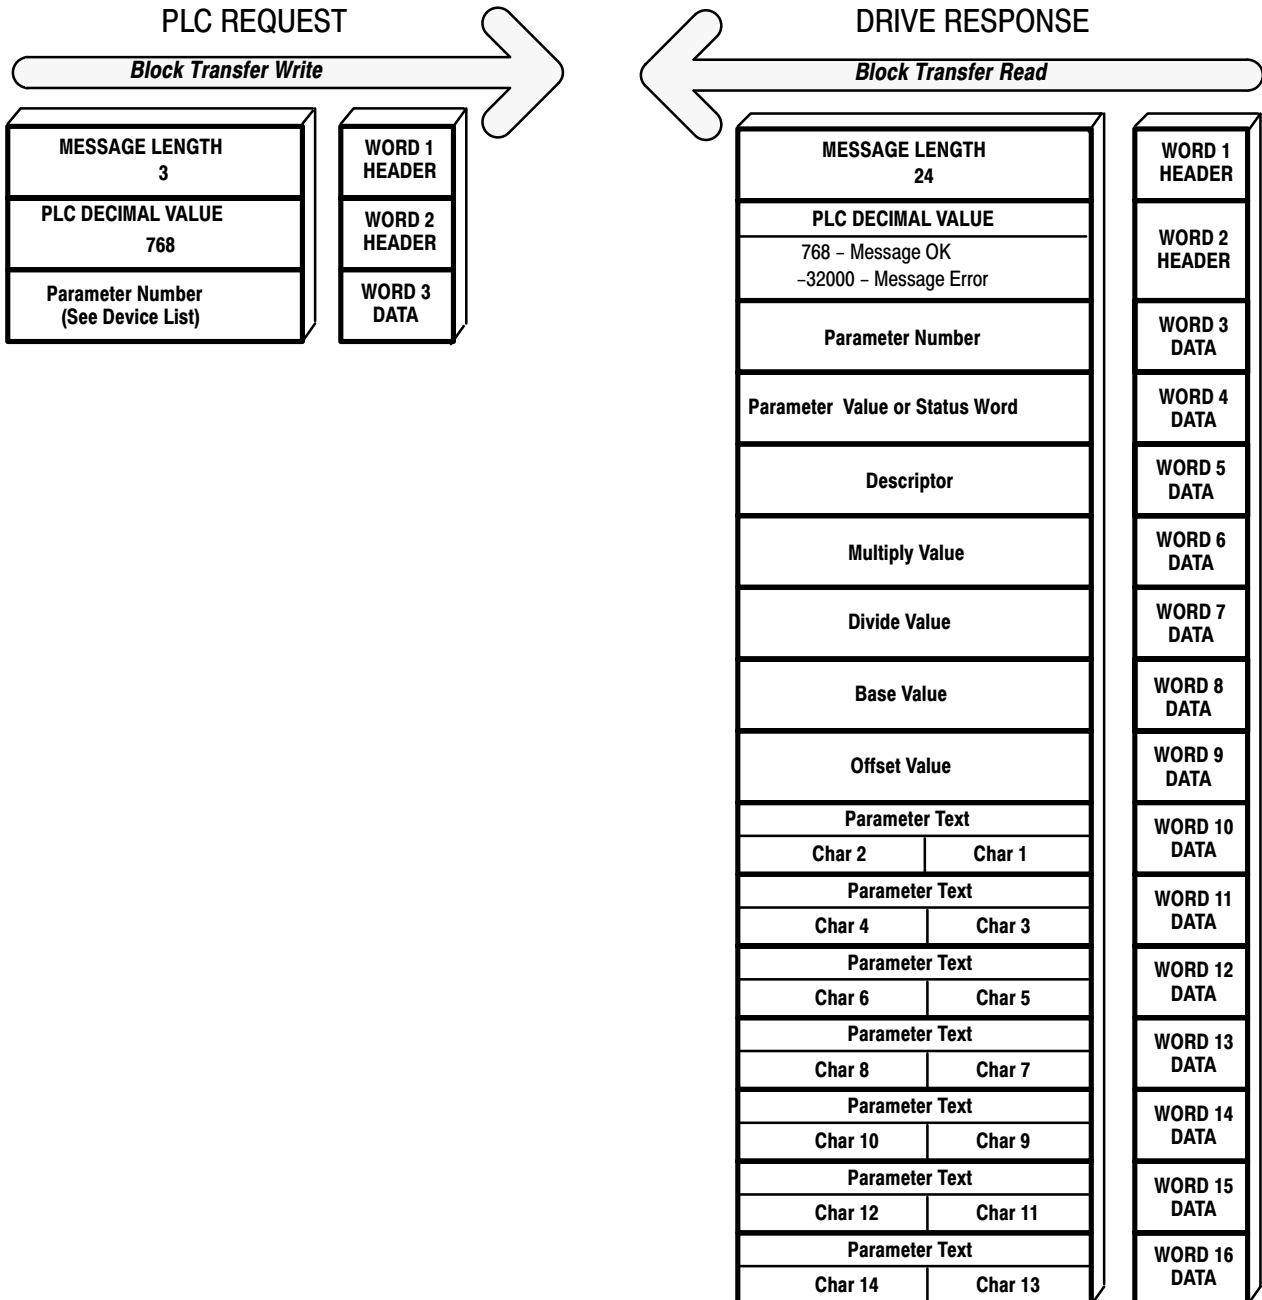 PLC REQUEST
Block Transfer Write
MESSAGE LENGTH
3
WORD 1
HEADER
PLC DECIMAL VALUE
768
WORD 2
HEADER
Parameter Number
(See Device List)
WORD 3
DATA
DRIVE RESPONSE
Block Transfer Read
MESSAGE LENGTH
24
WORD 1
HEADER
PLC DECIMAL VALUE
768 – Message OK
–32000 – Message Error
WORD 2
HEADER
Parameter Number
WORD 3
DATA
Parameter Value or Status Word
WORD 4
DATA
Descriptor
WORD 5
DATA
Multiply Value
WORD 6
DATA
Divide Value
WORD 7
DATA
Base Value
WORD 8
DATA
Offset Value
WORD 9
DATA
Parameter Text
Char 2 Char 1
WORD 10
DATA
Parameter Text
Char 4 Char 3
WORD 11
DATA
Parameter Text
Char 6 Char 5
WORD 12
DATA
Parameter Text
Char 8 Char 7
WORD 13
DATA
Parameter Text
Char 10 Char 9
WORD 14
DATA
Parameter Text
Char 12 Char 11
WORD 15
DATA
Parameter Text
Char 14 Char 13
WORD 16
DATA